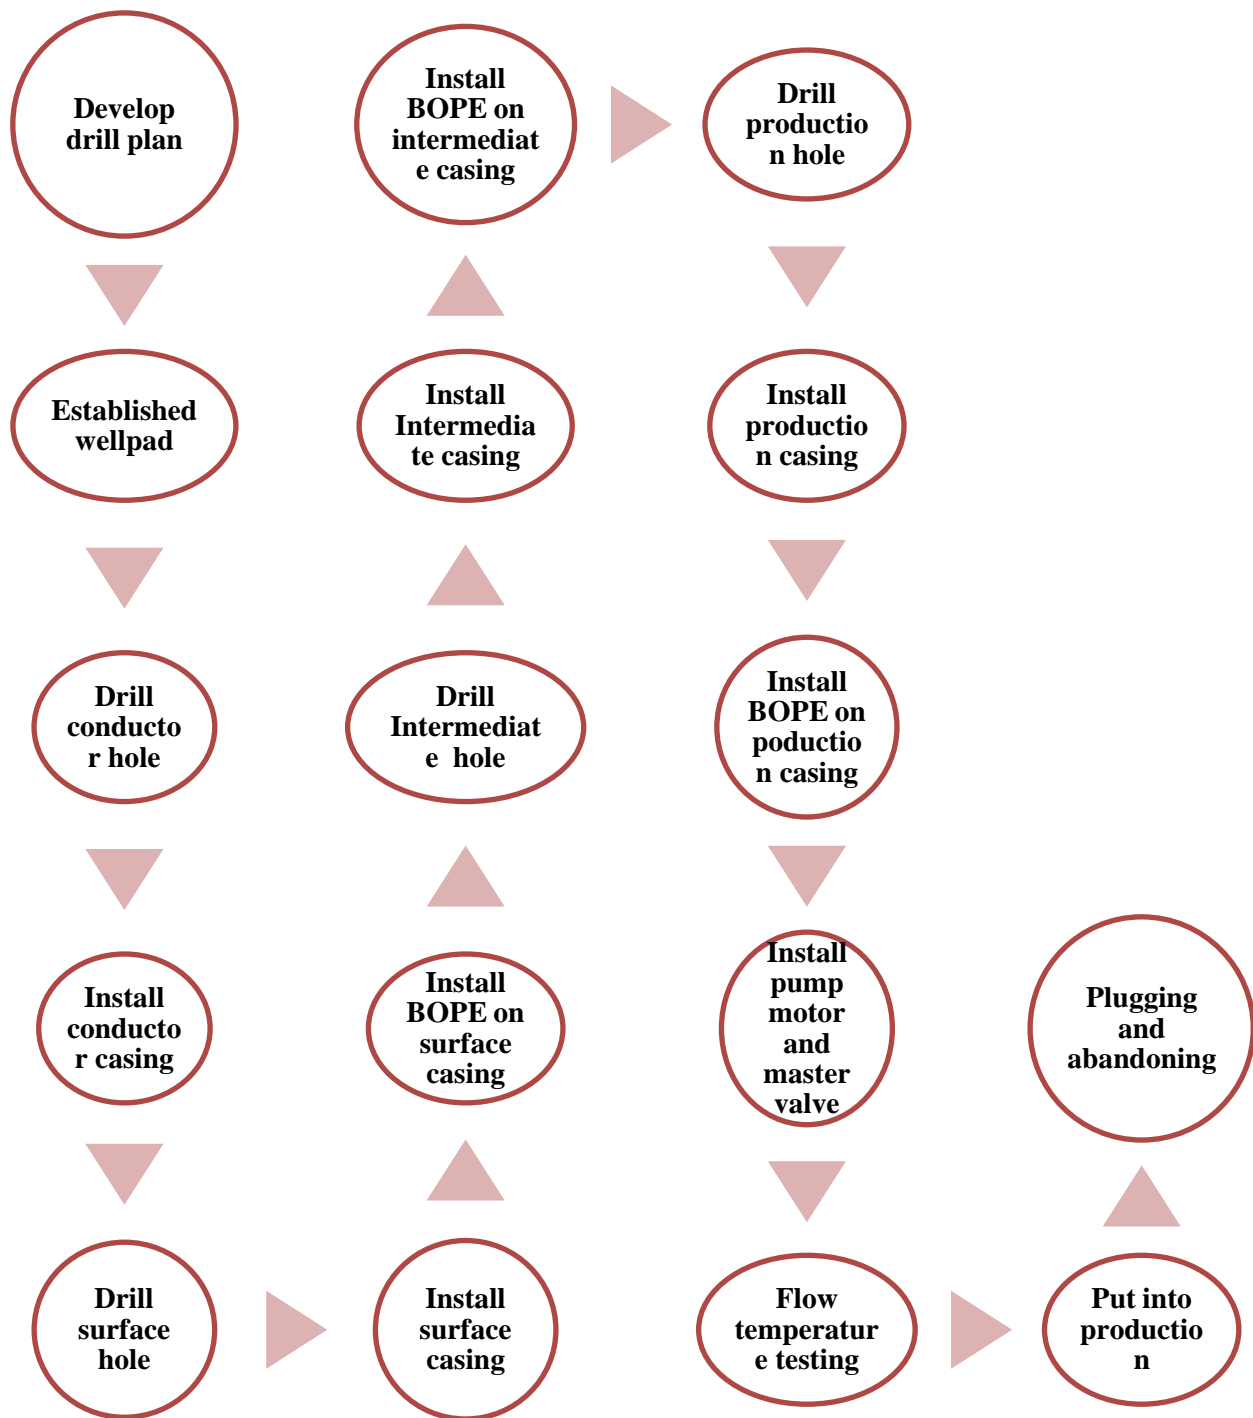 Develop
drill plan
Established
wellpad
Drill
conducto
r hole
Install
conducto
r casing
Drill
surface
hole
Install
surface
casing
Install
BOPE on
surface
casing
Drill
Intermediat
e  hole
Install
Intermedia
te casing
Install
BOPE on
intermediat
e casing
Drill
productio
n hole
Install
productio
n casing
Install
BOPE on
poductio
n casing
Install
pump
motor
and
master
valve
Flow
temperatur
e testing
Put into
productio
n
Plugging
and
abandoning